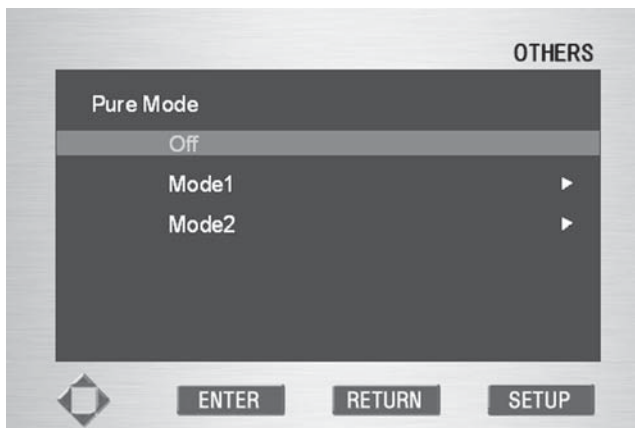 OTHERS
Pure Mode
Off
Mode1
Mode2
ENTER RETURN SETUP